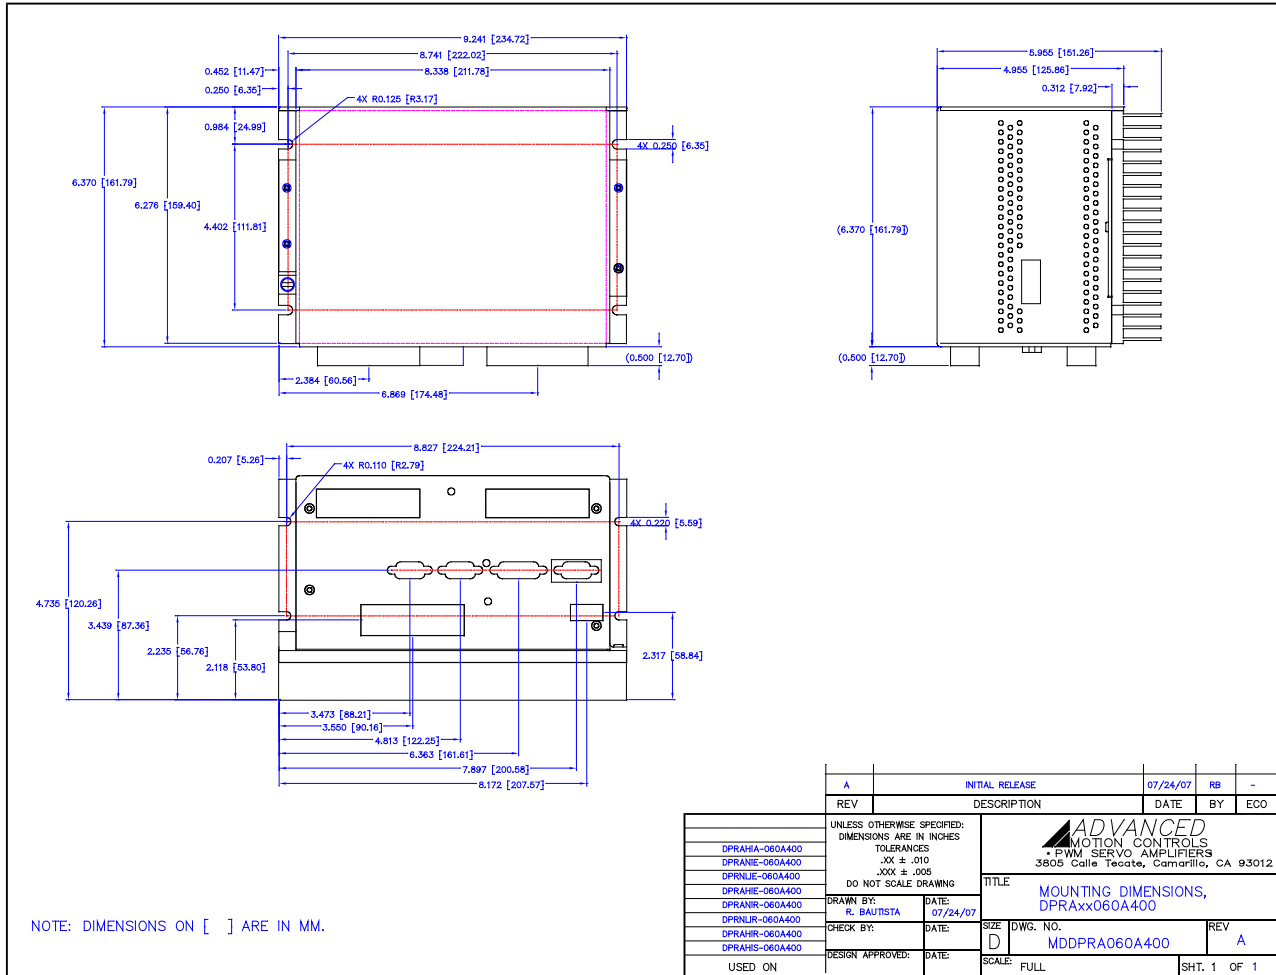 9.241 [234.72]
8.741 [222.02]
0.452 [11.47]
8.338 [211.78]
0.250 [6.35]
4X R0.125 [R3.17]
0.984 [24.99]
4X 0.250 [6.35]
6.370 [161.79]
6.276 [159.40]
4.402 [111.81]
(0.500 [12.70])
2.384 [60.56]
6.869 [174.48]
5.955 [151.26]
4.955 [125.86]
0.312 [7.92]
(6.370 [161.79])
(0.500 [12.70])
8.827 [224.21]
0.207 [5.26]
4X R0.110 [R2.79]
4X 0.220 [5.59]
4.735 [120.26]
3.439 [87.36]
2.235 [56.76]
2.118 [53.80]
2.317 [58.84]
3.473 [88.21]
3.550 [90.16]
4.813 [122.25]
6.363 [161.61]
7.897 [200.58]
8.172 [207.57]
NOTE: DIMENSIONS ON [ ] ARE IN MM.
A INITIAL RELEASE 07/24/07 RB -
REV DESCRIPTION DATE BY ECO
DPRAHIA-060A400
DPRANIE-060A400
DPRNLIE-060A400
DPRAHIE-060A400
DPRANIR-060A400
DPRNLIR-060A400
DPRAHIR-060A400
DPRAHIS-060A400
USED ON
UNLESS OTHERWISE SPECIFIED:
DIMENSIONS ARE IN INCHES
TOLERANCES
.XX ± .010
.XXX ± .005
DO NOT SCALE DRAWING
DRAWN BY: DATE:
R. BAUTISTA 07/24/07
CHECK BY: DATE:
DESIGN APPROVED: DATE:
ADVANCED
MOTION CONTROLS
• PWM SERVO AMPLIFIERS
3805 Calle Tecate, Camarillo, CA 93012
TITLE
MOUNTING DIMENSIONS,
DPRAxx060A400
SIZE DWG. NO. REV
D MDDPRA060A400 A
SCALE: FULL SHT. 1 OF 1